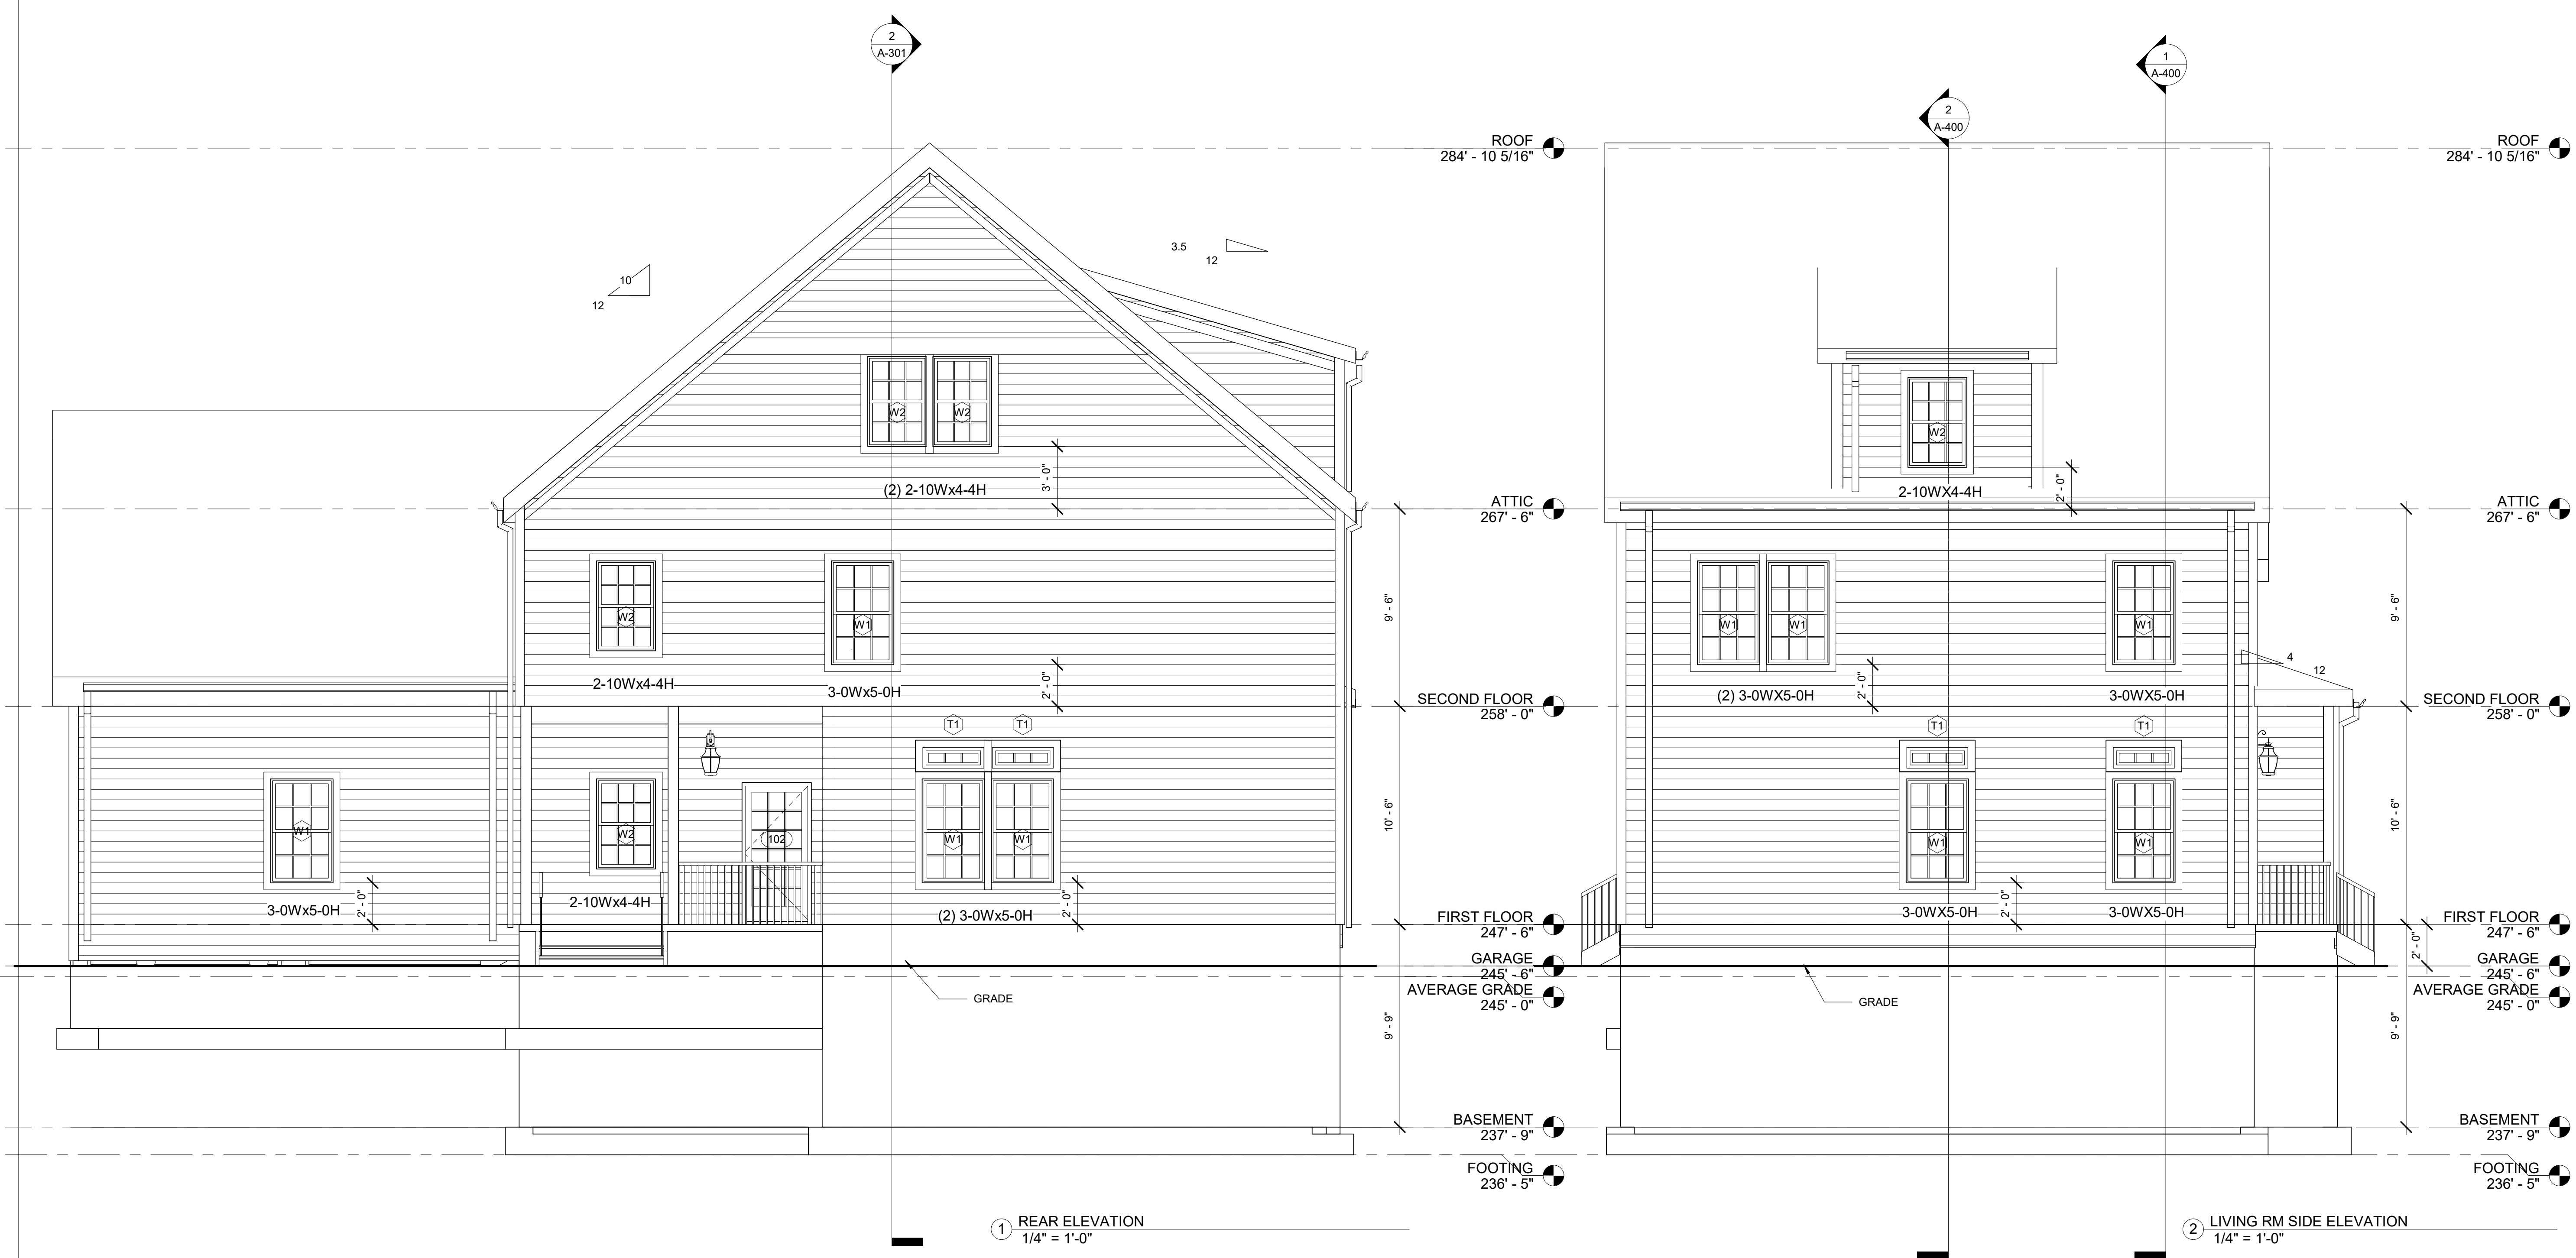 2
A-301
1
A-400
2
A-400
ROOF
284' - 10 5/16"
ROOF
284' - 10 5/16"
3.5
12
10
12
W2
W2
W2
(2) 2-10Wx4-4H
3' - 0"
2-10WX4-4H
2' - 0"
ATTIC
267' - 6"
ATTIC
267' - 6"
W2
W1
9' - 6"
W1
W1
W1
9' - 6"
2-10Wx4-4H
3-0Wx5-0H
2' - 0"
(2) 3-0WX5-0H
2' - 0"
3-0WX5-0H
4
12
SECOND FLOOR
258' - 0"
SECOND FLOOR
258' - 0"
T1
T1
T1
T1
W1
W2
102
W1
W1
10' - 6"
W1
W1
10' - 6"
3-0Wx5-0H
2' - 0"
2-10Wx4-4H
(2) 3-0Wx5-0H
2' - 0"
3-0WX5-0H
2' - 0"
3-0WX5-0H
FIRST FLOOR
247' - 6"
FIRST FLOOR
247' - 6"
2' - 0"
GARAGE
245' - 6"
GARAGE
245' - 6"
AVERAGE GRADE
245' - 0"
AVERAGE GRADE
245' - 0"
GRADE
GRADE
9' - 9"
9' - 9"
BASEMENT
237' - 9"
BASEMENT
237' - 9"
FOOTING
236' - 5"
FOOTING
236' - 5"
1
REAR ELEVATION
1/4" = 1'-0"
2
LIVING RM SIDE ELEVATION
1/4" = 1'-0"